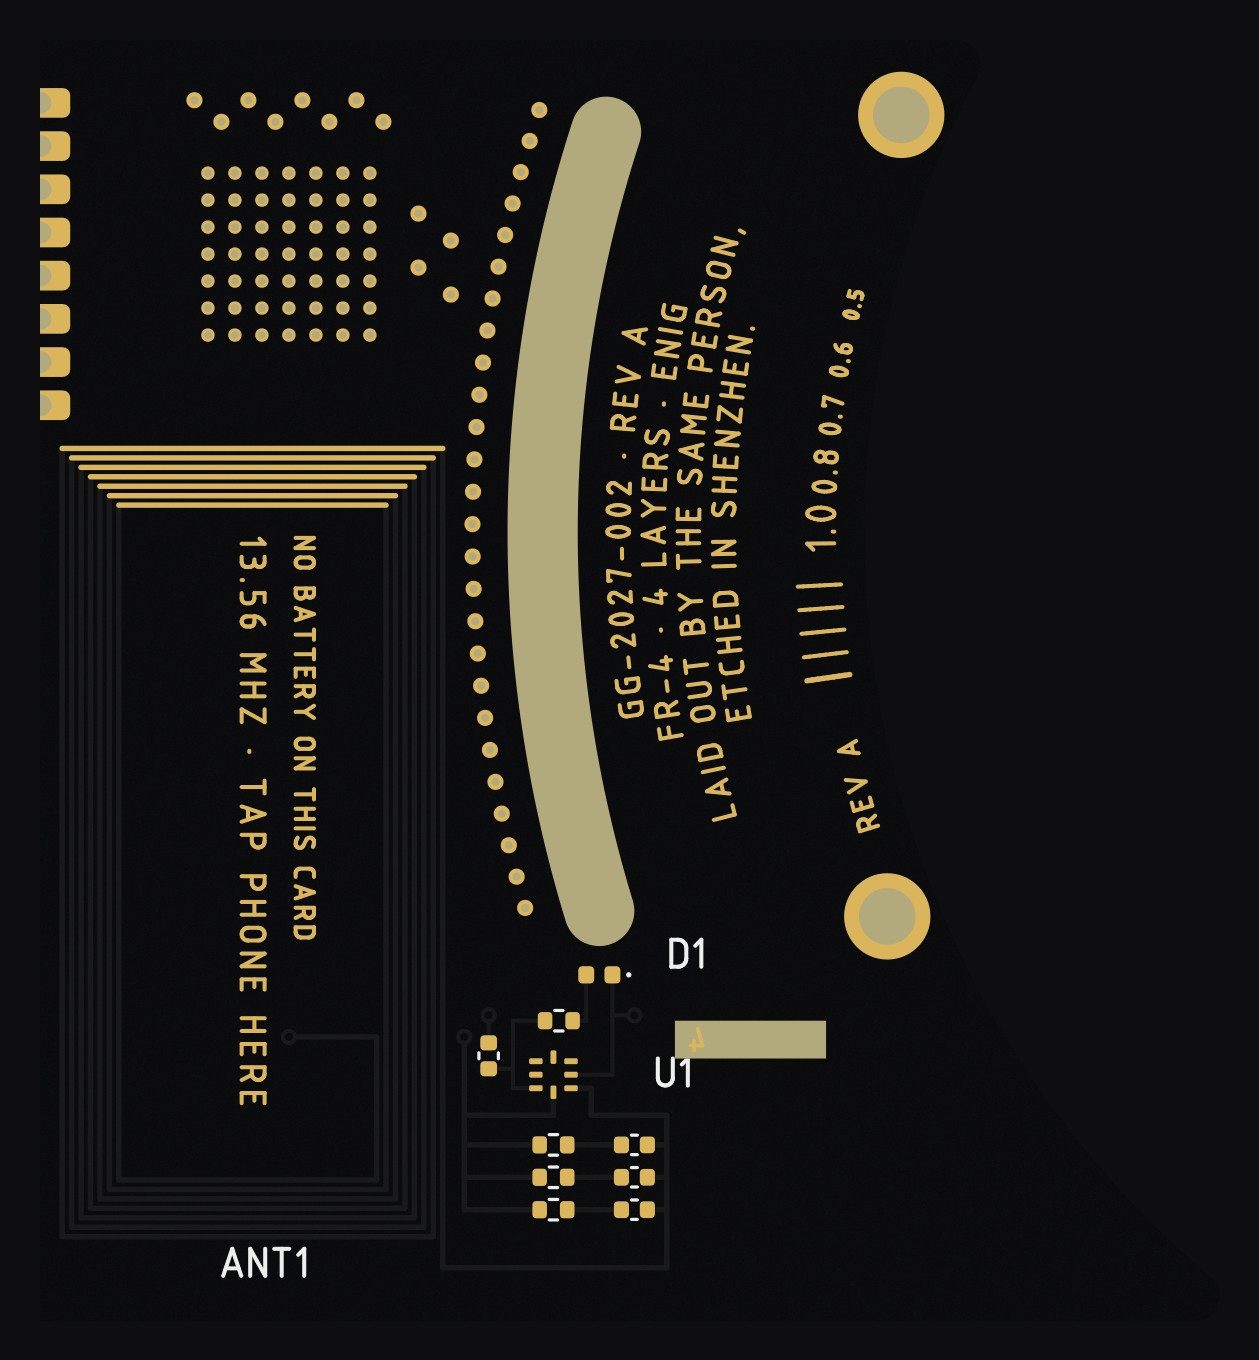 GG-2027-002 · REV A
FR-4 · 4 LAYERS · ENIG
LAID OUT BY THE SAME PERSON,
ETCHED IN SHENZHEN.
1.0 0.8 0.7 0.6 0.5
REV A
NO BATTERY ON THIS CARD
13.56 MHZ · TAP PHONE HERE
D1
4
U1
ANT1